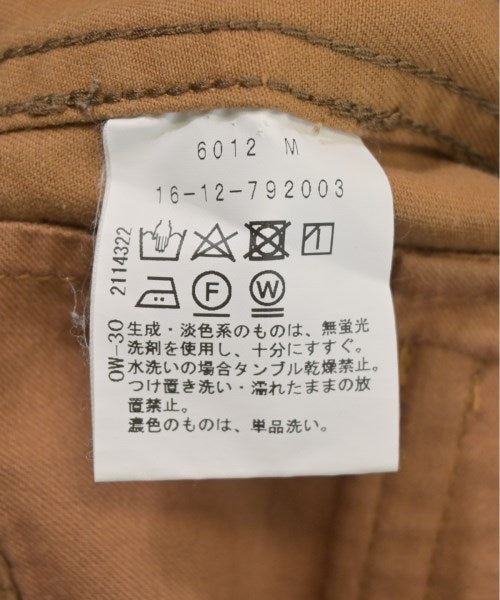 6012 M
16-12-792003
2114322
OW-30
F
W
生成・淡色系のものは、無蛍光
洗剤を使用し、十分にすすぐ。
水洗いの場合タンブル乾燥禁止。
つけ置き洗い・濡れたままの放
置禁止。
濃色のものは、単品洗い。